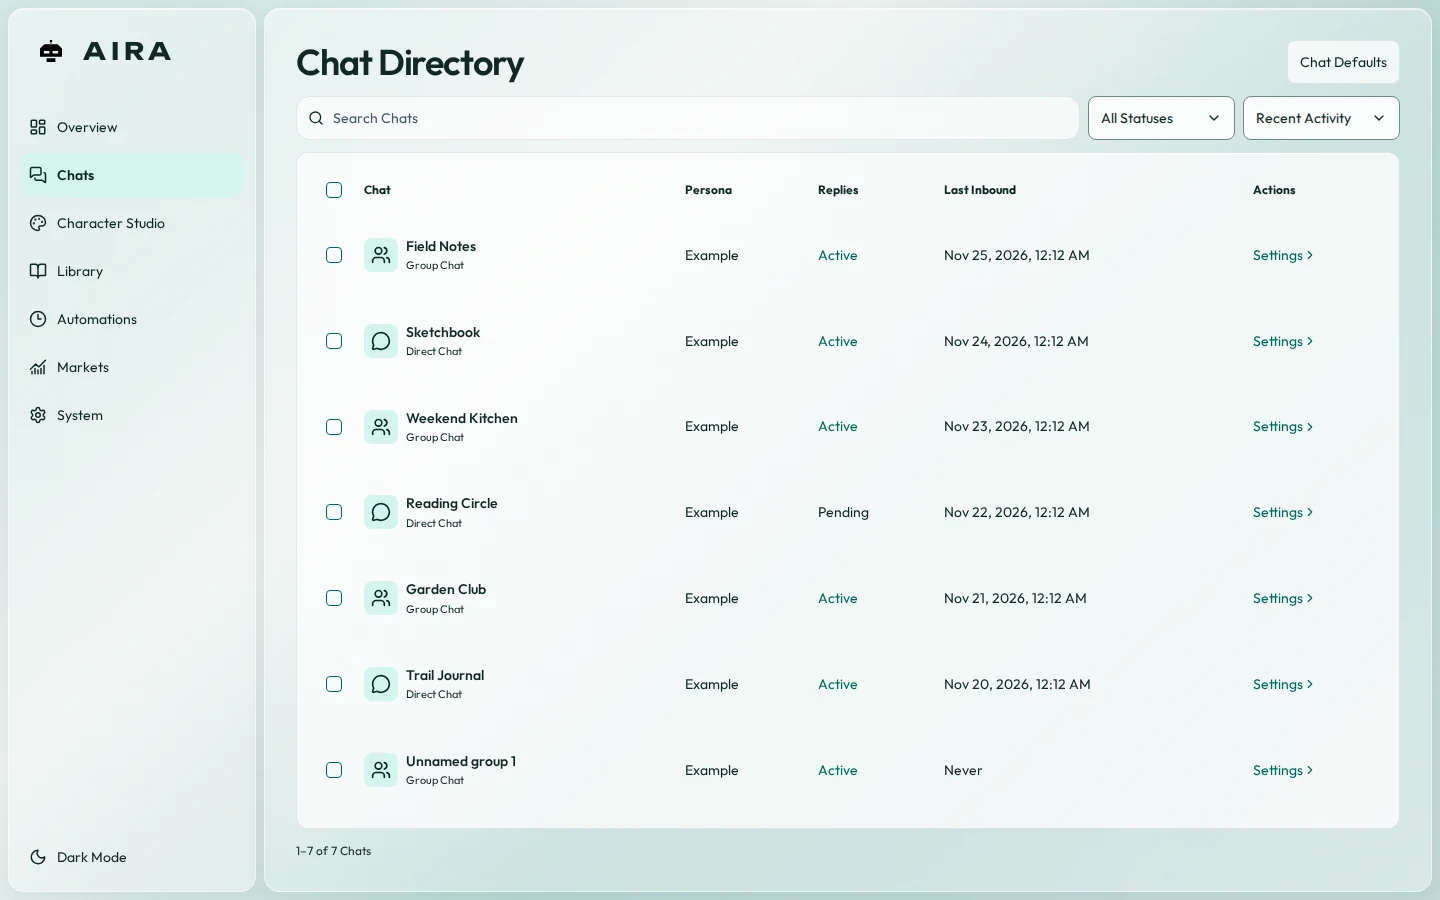 AIRA
Overview
Chats
Character Studio
Library
Automations
Markets
System
Dark Mode
Chat Directory
Chat Defaults
Search Chats
All Statuses
Recent Activity
Chat Persona Replies Last Inbound Actions
Field Notes
Group Chat
Example Active Nov 25, 2026, 12:12 AM Settings
Sketchbook
Direct Chat
Example Active Nov 24, 2026, 12:12 AM Settings
Weekend Kitchen
Group Chat
Example Active Nov 23, 2026, 12:12 AM Settings
Reading Circle
Direct Chat
Example Pending Nov 22, 2026, 12:12 AM Settings
Garden Club
Group Chat
Example Active Nov 21, 2026, 12:12 AM Settings
Trail Journal
Direct Chat
Example Active Nov 20, 2026, 12:12 AM Settings
Unnamed group 1
Group Chat
Example Active Never Settings
1–7 of 7 Chats